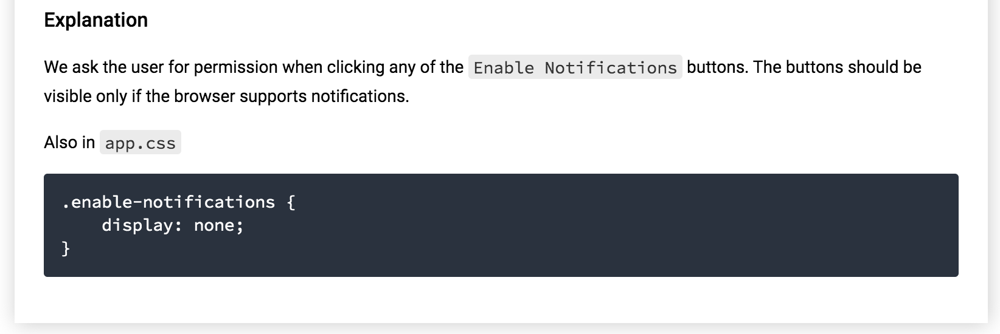 Explanation
We ask the user for permission when clicking any of the Enable Notifications buttons. The buttons should be
visible only if the browser supports notifications.
Also in app.css
.enable-notifications {
    display: none;
}